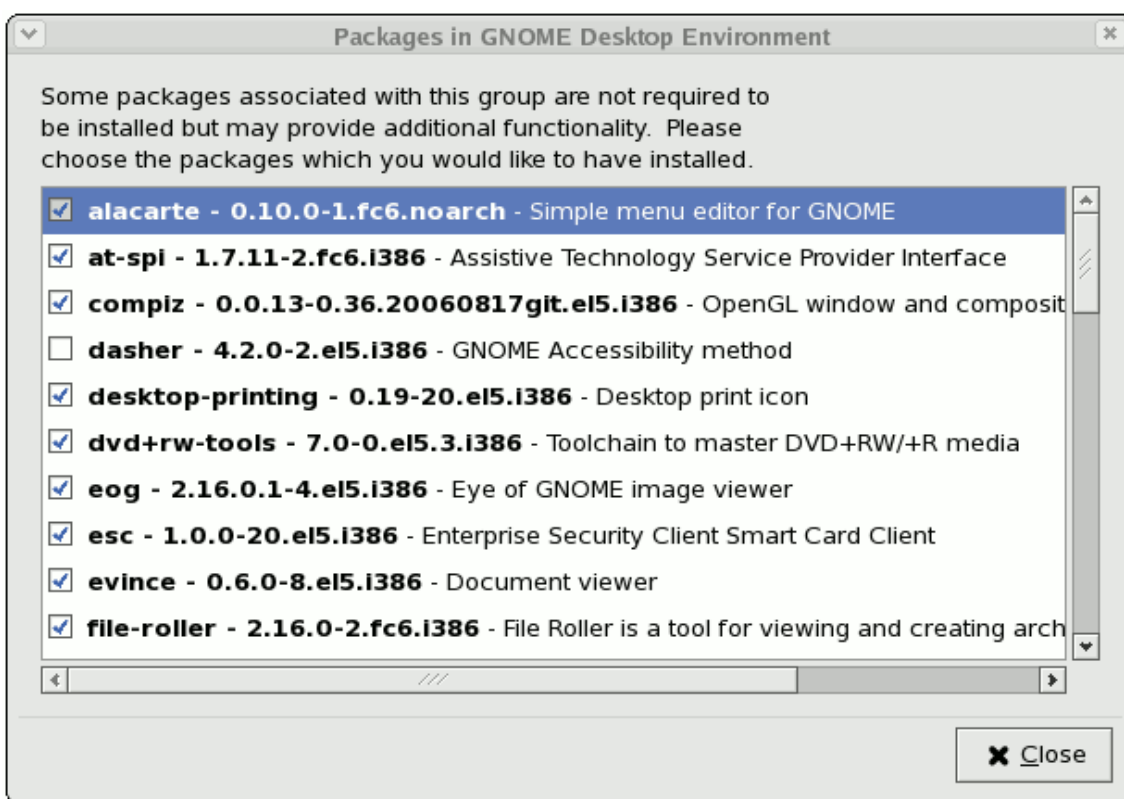 Packages in GNOME Desktop Environment
Some packages associated with this group are not required to
be installed but may provide additional functionality.  Please
choose the packages which you would like to have installed.
alacarte - 0.10.0-1.fc6.noarch - Simple menu editor for GNOME
at-spi - 1.7.11-2.fc6.i386 - Assistive Technology Service Provider Interface
compiz - 0.0.13-0.36.20060817git.el5.i386 - OpenGL window and composit
dasher - 4.2.0-2.el5.i386 - GNOME Accessibility method
desktop-printing - 0.19-20.el5.i386 - Desktop print icon
dvd+rw-tools - 7.0-0.el5.3.i386 - Toolchain to master DVD+RW/+R media
eog - 2.16.0.1-4.el5.i386 - Eye of GNOME image viewer
esc - 1.0.0-20.el5.i386 - Enterprise Security Client Smart Card Client
evince - 0.6.0-8.el5.i386 - Document viewer
file-roller - 2.16.0-2.fc6.i386 - File Roller is a tool for viewing and creating arch
Close